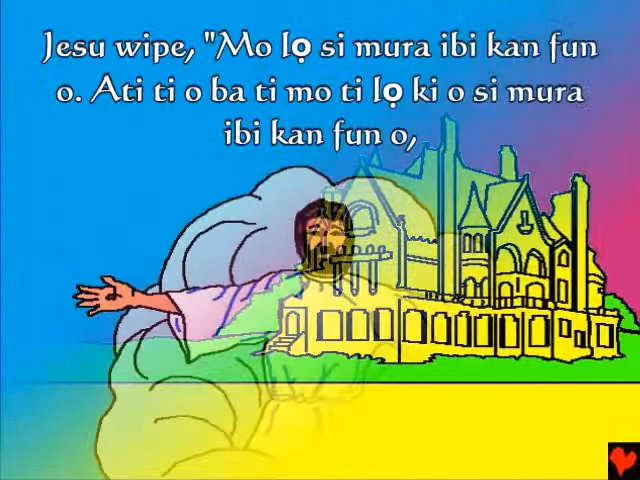 Jesu wipe, "Mo lọ si mura ibi kan fun
o. Ati ti o ba ti mo ti lọ ki o si mura
ibi kan fun o,